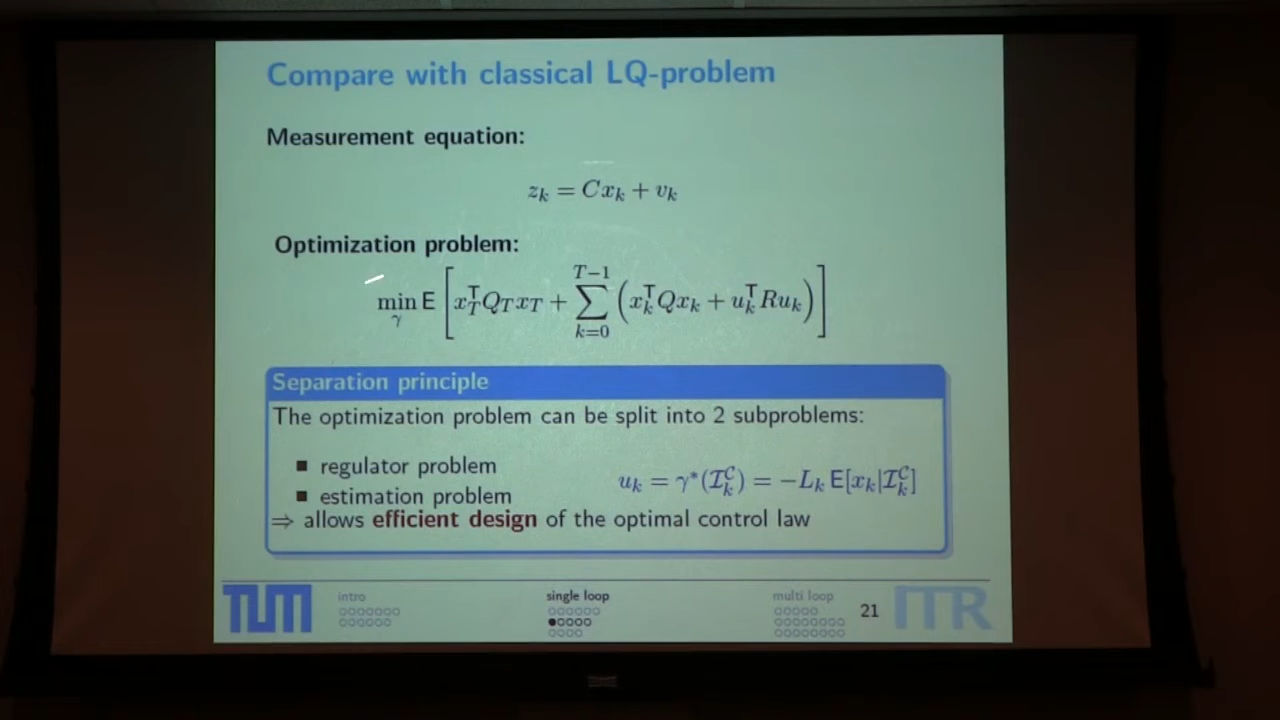 Compare with classical LQ-problem
Measurement equation:
z_k = Cx_k + v_k
Optimization problem:
min_γ E [ x_T^T Q_T x_T + ∑_{k=0}^{T−1} ( x_k^T Q x_k + u_k^T R u_k ) ]
Separation principle
The optimization problem can be split into 2 subproblems:
■ regulator problem
u_k = γ*(I_k^C) = −L_k E[x_k|I_k^C]
■ estimation problem
⇒ allows efficient design of the optimal control law
TUM intro single loop multi loop 21 ITR